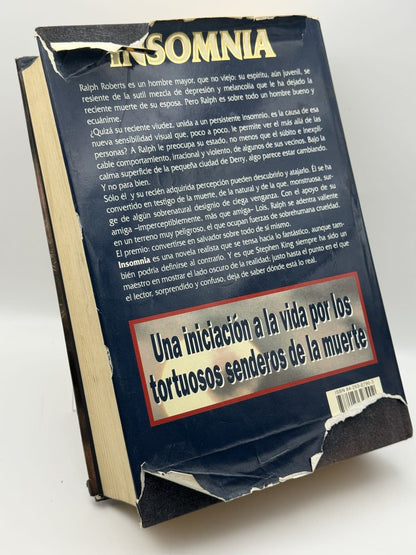 INSOMNIA
Ralph Roberts es un hombre mayor, que no viejo: su espíritu, aún juvenil, se
resiente de la sutil mezcla de depresión y melancolía que le ha dejado la
reciente muerte de su esposa. Pero Ralph es sobre todo un hombre bueno y
ecuánime.
¿Quizá su reciente viudez, unida a un persistente insomnio, es la causa de esa
nueva sensibilidad visual que, poco a poco, le permite ver el más allá de las
personas? A Ralph le preocupa su estado, no menos que el súbito e inexpli-
cable comportamiento, irracional y violento, de algunos de sus vecinos. Bajo la
calma superficie de la pequeña ciudad de Derry, algo parece estar cambiando.
Y no para bien.
Sólo él y su recién adquirida percepción pueden descubrirlo y atajarlo. Él se ha
convertido en testigo de la muerte, de la natural y de la que, monstruosa, sur-
ge de algún sobrenatural designio de ciega venganza. Con el apoyo de su
amiga –imperceptiblemente, más que amiga– Lois, Ralph se adentra valiente
en un terreno muy peligroso, el que ocupan fuerzas de sobrehumana crueldad.
El premio: convertirse en salvador sobre todo de sí mismo.
Insomnia es una novela realista que se tensa hacia lo fantástico, aunque tam-
bién podría definirse al contrario. Y es que Stephen King siempre ha sido un
maestro en mostrar el lado oscuro de la realidad; justo hasta el punto en el que
el lector, sorprendido y confuso, deja de saber dónde está lo real.
Una iniciación a la vida por los
tortuosos senderos de la muerte